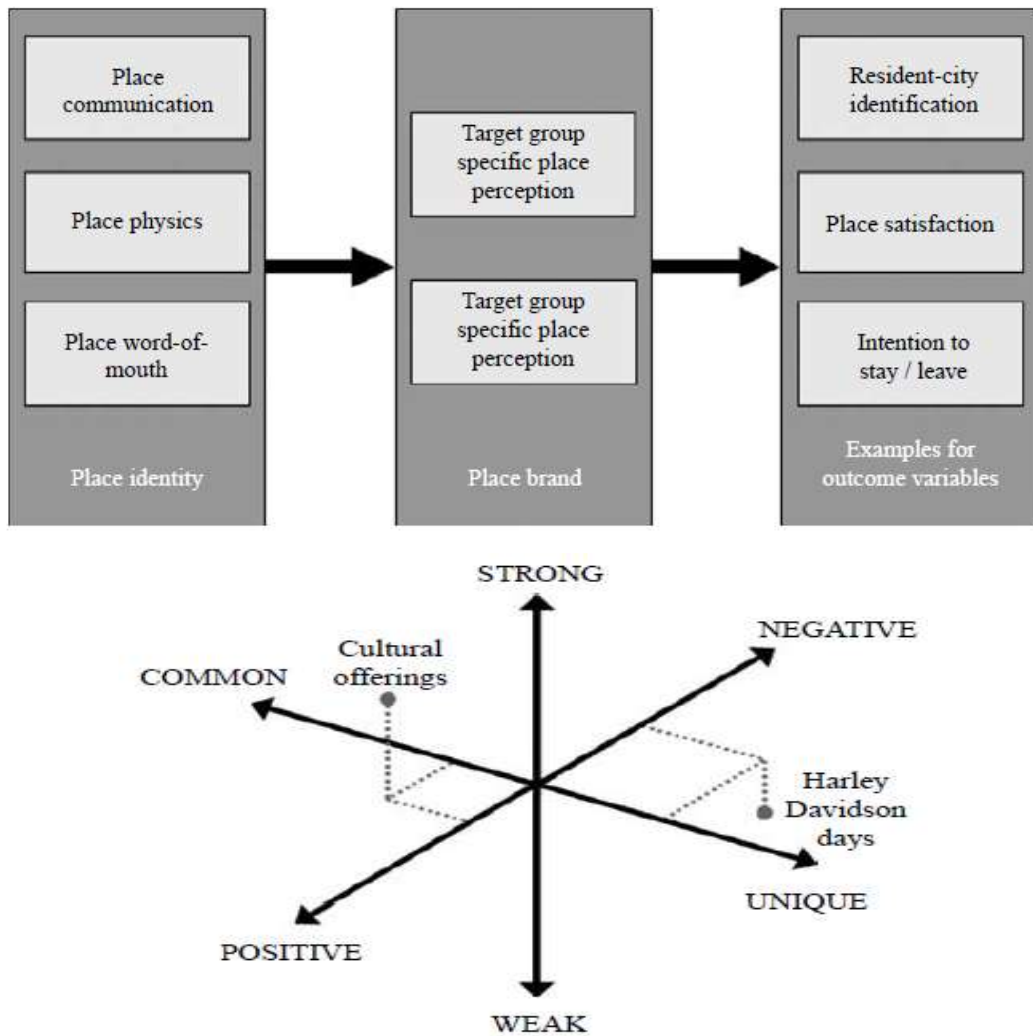 Place
communication
Place physics
Place word-of-
mouth
Place identity
Target group
specific place
perception
Target group
specific place
perception
Place brand
Resident-city
identification
Place satisfaction
Intention to
stay / leave
Examples for
outcome variables
STRONG
NEGATIVE
Cultural
offerings
COMMON
Harley
Davidson
days
UNIQUE
POSITIVE
WEAK